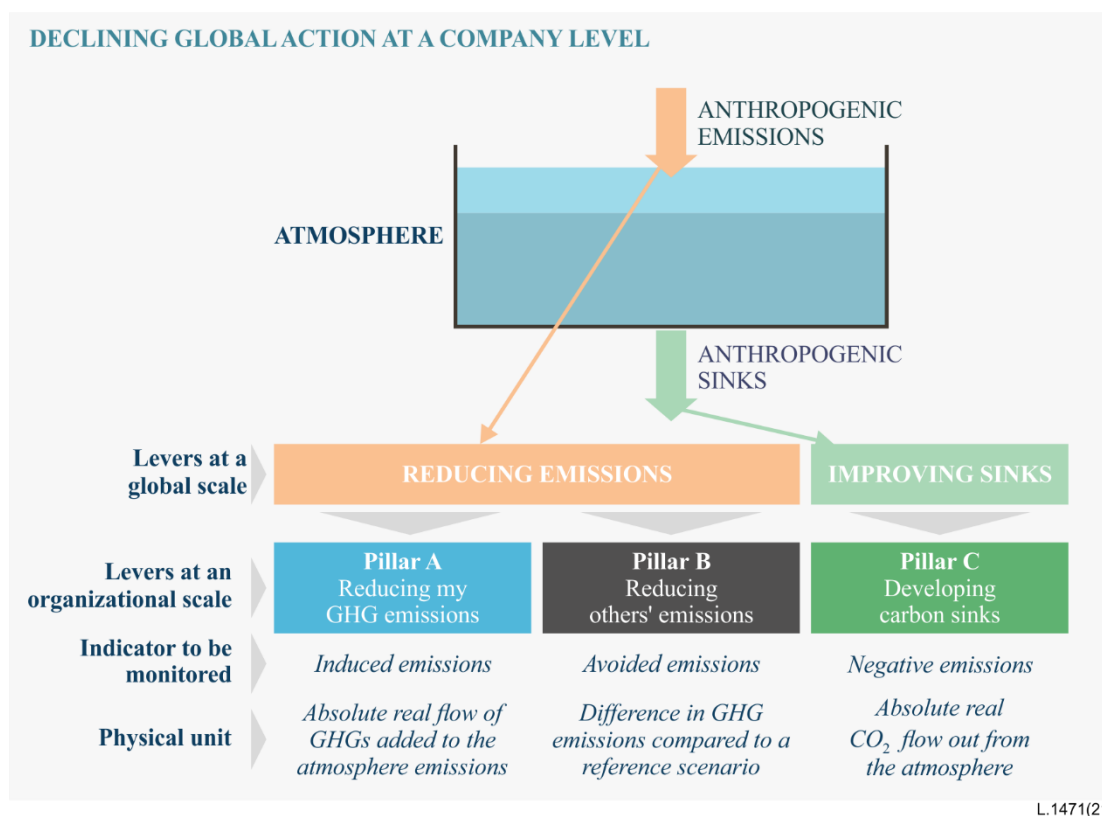 DECLINING GLOBAL ACTION AT A COMPANY LEVEL
ANTHROPOGENIC
EMISSIONS
ATMOSPHERE
ANTHROPOGENIC
SINKS
Levers at a
global scale
REDUCING EMISSIONS
IMPROVING SINKS
Levers at an
organizational scale
Pillar A
Reducing my
GHG emissions
Pillar B
Reducing
others' emissions
Pillar C
Developing
carbon sinks
Indicator to be
monitored
Induced emissions
Avoided emissions
Negative emissions
Physical unit
Absolute real flow of
GHGs added to the
atmosphere emissions
Difference in GHG
emissions compared to a
reference scenario
Absolute real
CO₂ flow out from
the atmosphere
L.1471(2